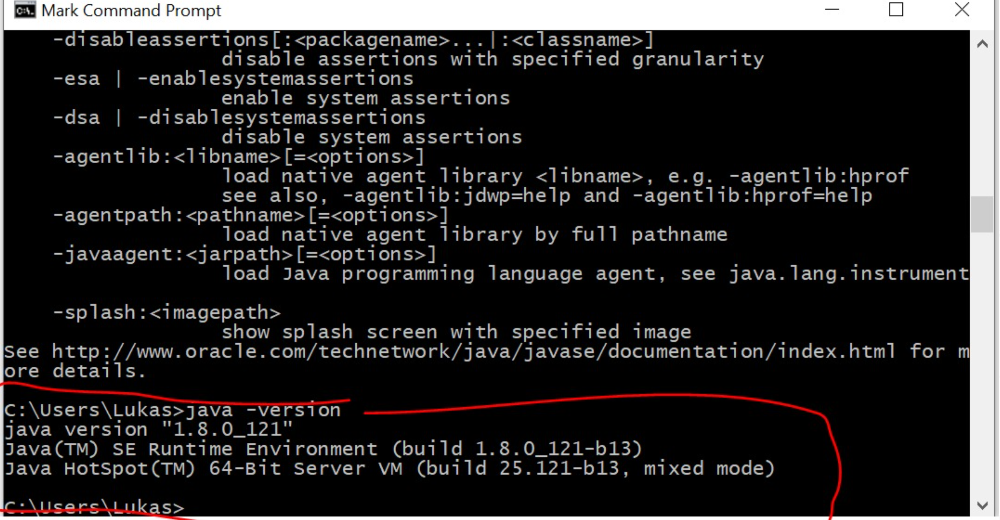 Mark Command Prompt
-disableassertions[:<packagename>...|:<classname>]
disable assertions with specified granularity
-esa | -enablesystemassertions
enable system assertions
-dsa | -disablesystemassertions
disable system assertions
-agentlib:<libname>[=<options>]
load native agent library <libname>, e.g. -agentlib:hprof
see also, -agentlib:jdwp=help and -agentlib:hprof=help
-agentpath:<pathname>[=<options>]
load native agent library by full pathname
-javaagent:<jarpath>[=<options>]
load Java programming language agent, see java.lang.instrument
-splash:<imagepath>
show splash screen with specified image
See http://www.oracle.com/technetwork/java/javase/documentation/index.html for m
ore details.
C:\Users\Lukas>java -version
java version "1.8.0_121"
Java(TM) SE Runtime Environment (build 1.8.0_121-b13)
Java HotSpot(TM) 64-Bit Server VM (build 25.121-b13, mixed mode)
C:\Users\Lukas>